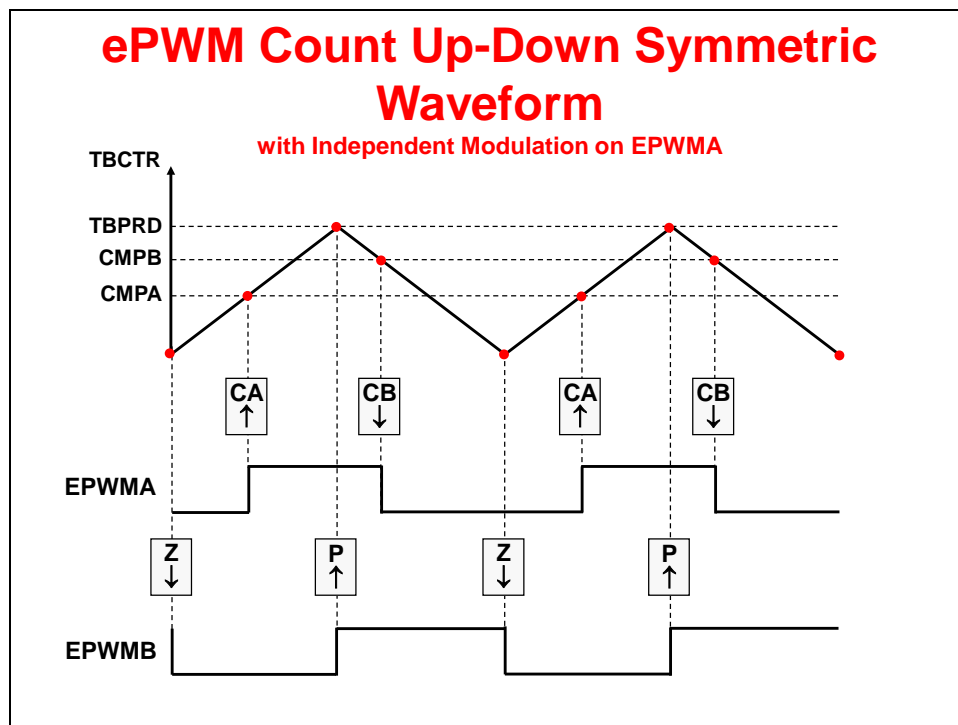 ePWM Count Up-Down Symmetric
Waveform
with Independent Modulation on EPWMA
TBCTR
TBPRD
CMPB
CMPA
CA
↑
CB
↓
CA
↑
CB
↓
EPWMA
Z
↓
P
↑
Z
↓
P
↑
EPWMB